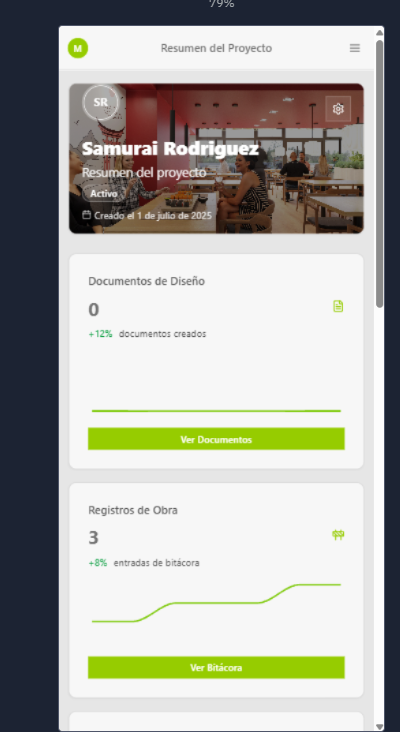 79%
M
Resumen del Proyecto
SR
Samurai Rodriguez
Resumen del proyecto
Activo
Creado el 1 de julio de 2025
Documentos de Diseño
0
+12% documentos creados
Ver Documentos
Registros de Obra
3
+8% entradas de bitácora
Ver Bitácora